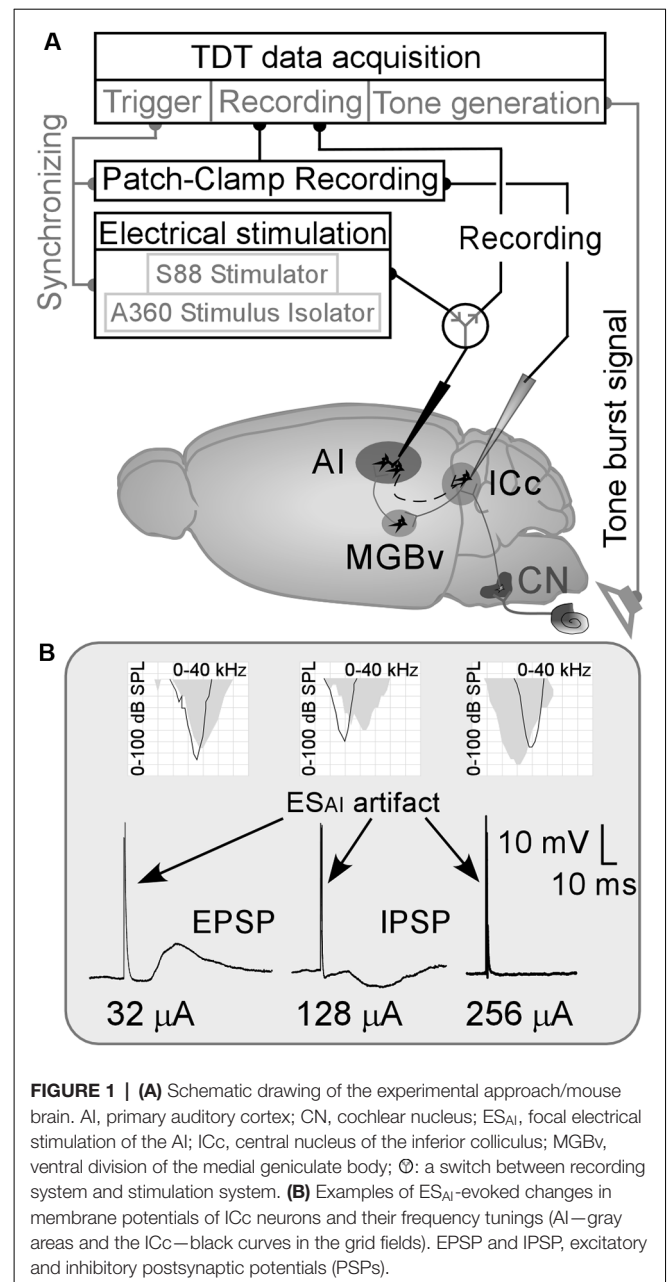 A
TDT data acquisition
Trigger
Recording
Tone generation
Synchronizing
Patch-Clamp Recording
Electrical stimulation
S88 Stimulator
A360 Stimulus Isolator
Recording
Tone burst signal
AI
ICc
MGBv
CN
B
0-40 kHz
0-100 dB SPL
0-40 kHz
0-100 dB SPL
0-40 kHz
0-100 dB SPL
ESAI artifact
10 mV
10 ms
EPSP
IPSP
32 μA
128 μA
256 μA
FIGURE 1 | (A) Schematic drawing of the experimental approach/mouse
brain. AI, primary auditory cortex; CN, cochlear nucleus; ESAI, focal electrical
stimulation of the AI; ICc, central nucleus of the inferior colliculus; MGBv,
ventral division of the medial geniculate body; Ⓨ: a switch between recording
system and stimulation system. (B) Examples of ESAI-evoked changes in
membrane potentials of ICc neurons and their frequency tunings (AI—gray
areas and the ICc—black curves in the grid fields). EPSP and IPSP, excitatory
and inhibitory postsynaptic potentials (PSPs).